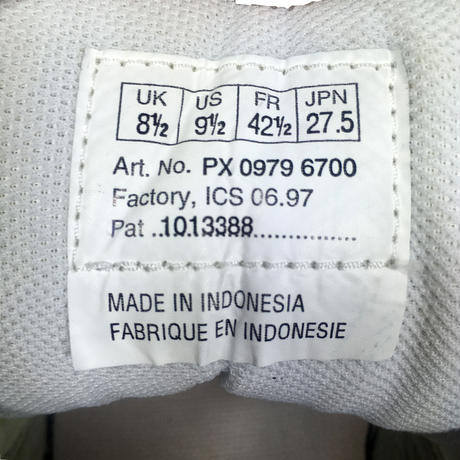 UK US FR JPN
8½ 9½ 42½ 27.5
Art. No. PX 0979 6700
Factory, ICS 06.97
Pat ..1013388...............
MADE IN INDONESIA
FABRIQUE EN INDONESIE